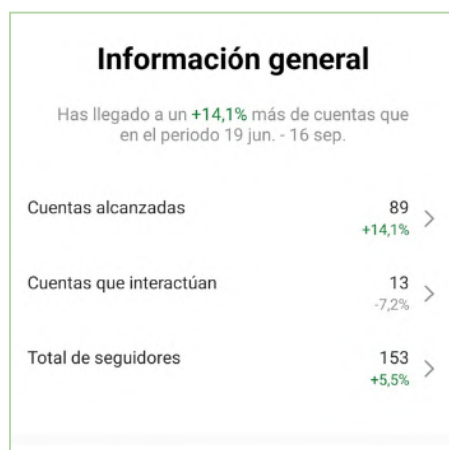 Información general
Has llegado a un +14,1% más de cuentas que
en el periodo 19 jun. - 16 sep.
Cuentas alcanzadas 89
+14,1%
Cuentas que interactúan 13
-7,2%
Total de seguidores 153
+5,5%